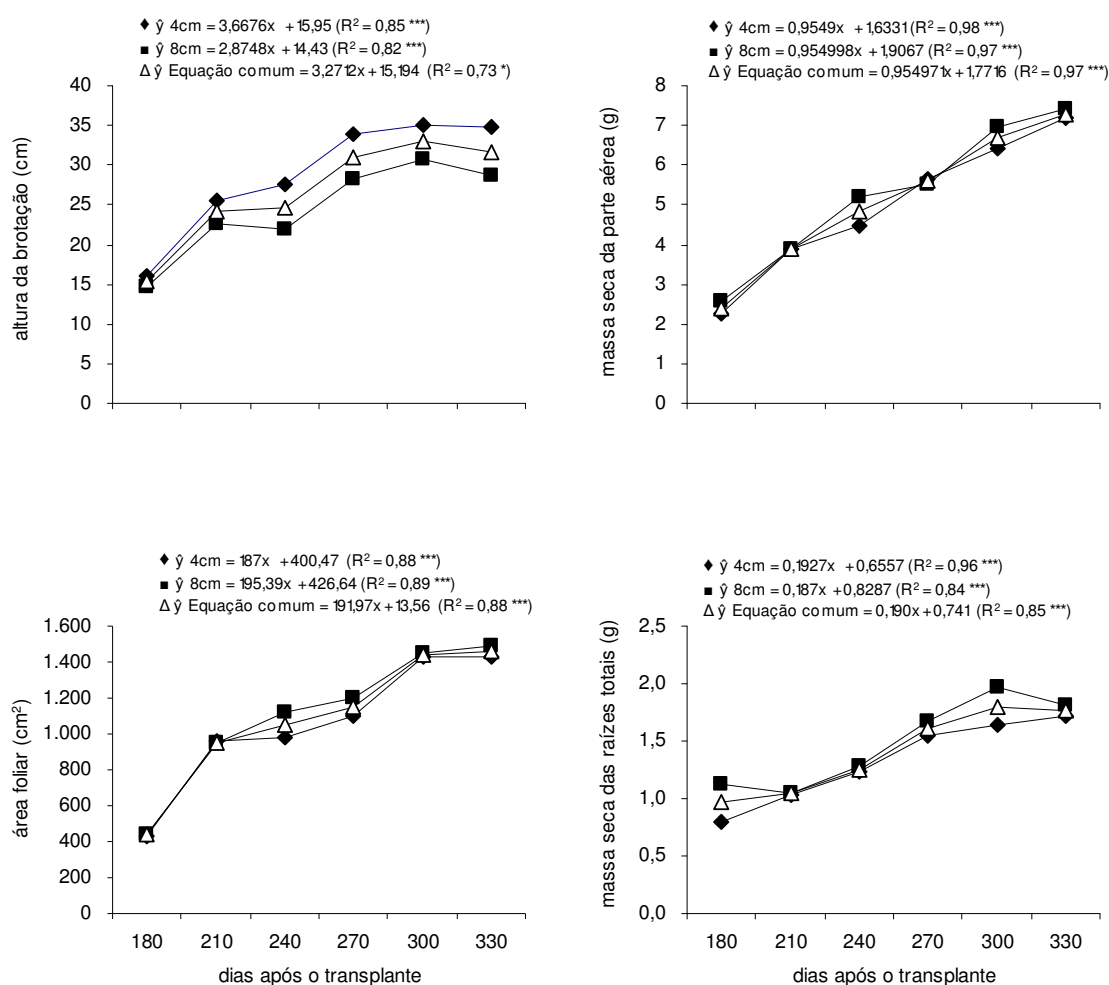 ♦ ŷ 4cm = 3,6676x + 15,95 (R² = 0,85 ***)
■ ŷ 8cm = 2,8748x + 14,43 (R² = 0,82 ***)
Δ ŷ Equação comum = 3,2712x + 15,194 (R² = 0,73 *)
40
35
30
25
20
15
10
5
0
altura da brotação (cm)
♦ ŷ 4cm = 0,9549x + 1,6331 (R² = 0,98 ***)
■ ŷ 8cm = 0,954998x + 1,9067 (R² = 0,97 ***)
Δ ŷ Equação comum = 0,954971x + 1,7716 (R² = 0,97 ***)
8
7
6
5
4
3
2
1
0
massa seca da parte aérea (g)
♦ ŷ 4cm = 187x + 400,47 (R² = 0,88 ***)
■ ŷ 8cm = 195,39x + 426,64 (R² = 0,89 ***)
Δ ŷ Equação comum = 191,97x + 13,56 (R² = 0,88 ***)
1.600
1.400
1.200
1.000
800
600
400
200
0
área foliar (cm²)
180 210 240 270 300 330
dias após o transplante
♦ ŷ 4cm = 0,1927x + 0,6557 (R² = 0,96 ***)
■ ŷ 8cm = 0,187x + 0,8287 (R² = 0,84 ***)
Δ ŷ Equação comum = 0,190x + 0,741 (R² = 0,85 ***)
2,5
2,0
1,5
1,0
0,5
0,0
massa seca das raízes totais (g)
180 210 240 270 300 330
dias após o transplante